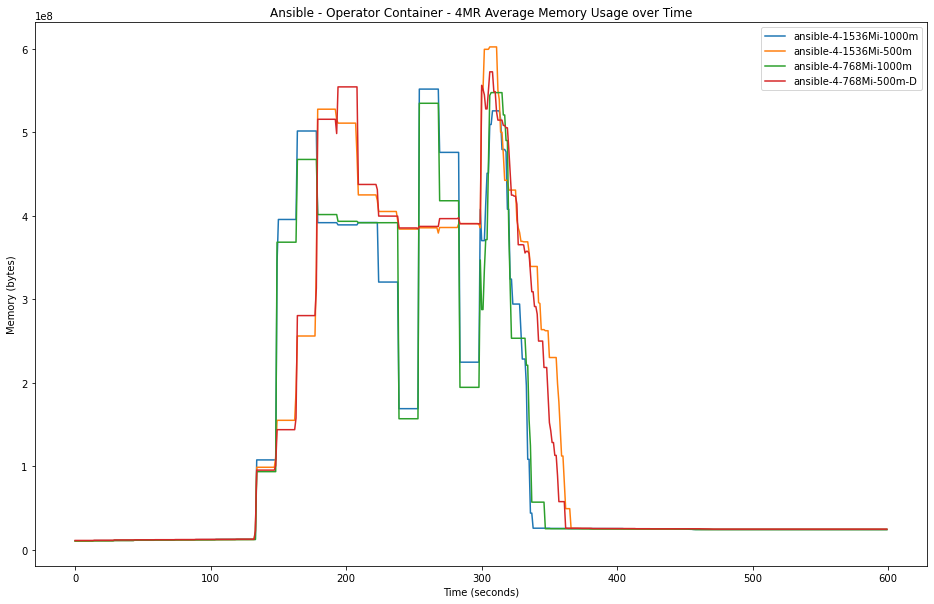 Ansible - Operator Container - 4MR Average Memory Usage over Time
1e8
ansible-4-1536Mi-1000m
ansible-4-1536Mi-500m
ansible-4-768Mi-1000m
ansible-4-768Mi-500m-D
6
5
4
3
2
1
0
Memory (bytes)
0 100 200 300 400 500 600
Time (seconds)